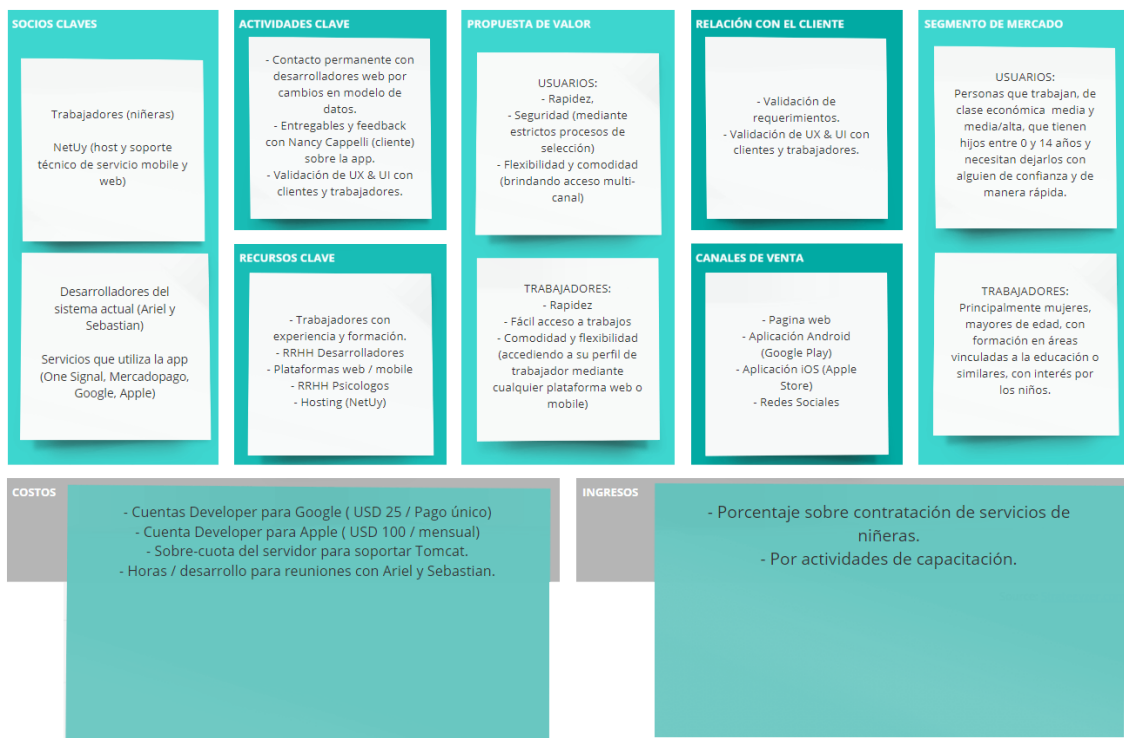 SOCIOS CLAVES
Trabajadores (niñeras)
NetUy (host y soporte
técnico de servicio mobile y
web)
Desarrolladores del
sistema actual (Ariel y
Sebastian)
Servicios que utiliza la app
(One Signal, Mercadopago,
Google, Apple)
ACTIVIDADES CLAVE
- Contacto permanente con
desarrolladores web por
cambios en modelo de
datos.
- Entregables y feedback
con Nancy Cappelli (cliente)
sobre la app.
- Validación de UX & UI con
clientes y trabajadores.
RECURSOS CLAVE
- Trabajadores con
experiencia y formación.
- RRHH Desarrolladores
- Plataformas web / mobile
- RRHH Psicologos
- Hosting (NetUy)
PROPUESTA DE VALOR
USUARIOS:
- Rapidez,
- Seguridad (mediante
estrictos procesos de
selección)
- Flexibilidad y comodidad
(brindando acceso multi-
canal)
TRABAJADORES:
- Rapidez
- Fácil acceso a trabajos
- Comodidad y flexibilidad
(accediendo a su perfil de
trabajador mediante
cualquier plataforma web o
mobile)
RELACIÓN CON EL CLIENTE
- Validación de
requerimientos.
- Validación de UX & UI con
clientes y trabajadores.
CANALES DE VENTA
- Pagina web
- Aplicación Android
(Google Play)
- Aplicación iOS (Apple
Store)
- Redes Sociales
SEGMENTO DE MERCADO
USUARIOS:
Personas que trabajan, de
clase económica media y
media/alta, que tienen
hijos entre 0 y 14 años y
necesitan dejarlos con
alguien de confianza y de
manera rápida.
TRABAJADORES:
Principalmente mujeres,
mayores de edad, con
formación en áreas
vinculadas a la educación o
similares, con interés por
los niños.
COSTOS
- Cuentas Developer para Google ( USD 25 / Pago único)
- Cuenta Developer para Apple ( USD 100 / mensual)
- Sobre-cuota del servidor para soportar Tomcat.
- Horas / desarrollo para reuniones con Ariel y Sebastian.
INGRESOS
- Porcentaje sobre contratación de servicios de
niñeras.
- Por actividades de capacitación.